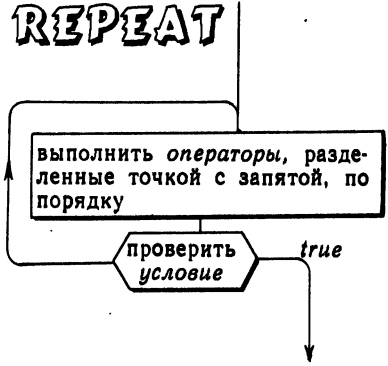 REPEAT
выполнить операторы, разде-
ленные точкой с запятой, по
порядку
проверить
условие
true